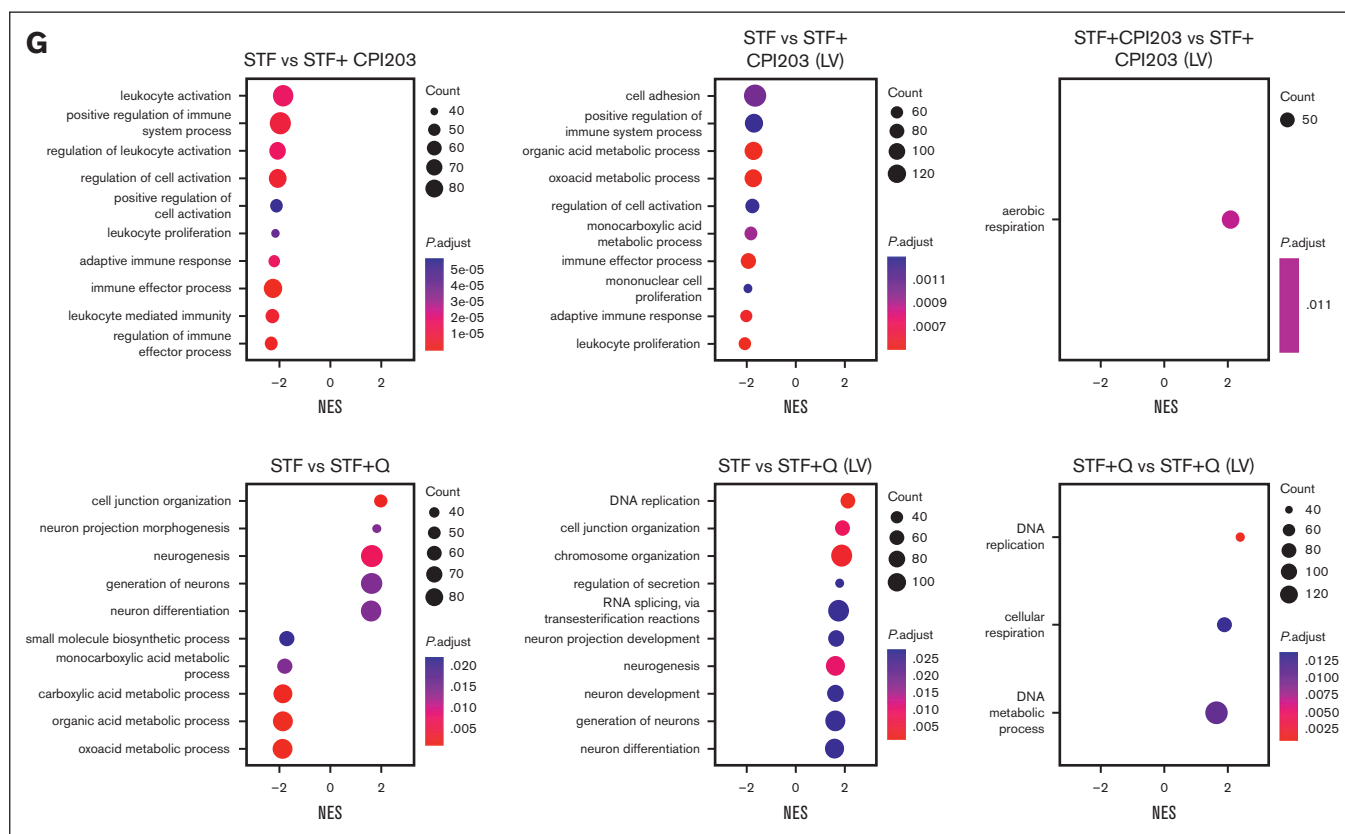 G
STF vs STF+ CPI203
leukocyte activation
positive regulation of immune
system process
regulation of leukocyte activation
regulation of cell activation
positive regulation of
cell activation
leukocyte proliferation
adaptive immune response
immune effector process
leukocyte mediated immunity
regulation of immune
effector process
−2 0 2
NES
Count
40
50
60
70
80
P.adjust
5e-05
4e-05
3e-05
2e-05
1e-05
STF vs STF+
CPI203 (LV)
cell adhesion
positive regulation of
immune system process
organic acid metabolic process
oxoacid metabolic process
regulation of cell activation
monocarboxylic acid
metabolic process
immune effector process
mononuclear cell
proliferation
adaptive immune response
leukocyte proliferation
−2 0 2
NES
Count
60
80
100
120
P.adjust
.0011
.0009
.0007
STF+CPI203 vs STF+
CPI203 (LV)
aerobic
respiration
−2 0 2
NES
Count
50
P.adjust
.011
STF vs STF+Q
cell junction organization
neuron projection morphogenesis
neurogenesis
generation of neurons
neuron differentiation
small molecule biosynthetic process
monocarboxylic acid metabolic
process
carboxylic acid metabolic process
organic acid metabolic process
oxoacid metabolic process
−2 0 2
NES
Count
40
50
60
70
80
P.adjust
.020
.015
.010
.005
STF vs STF+Q (LV)
DNA replication
cell junction organization
chromosome organization
regulation of secretion
RNA splicing, via
transesterification reactions
neuron projection development
neurogenesis
neuron development
generation of neurons
neuron differentiation
−2 0 2
NES
Count
40
60
80
100
P.adjust
.025
.020
.015
.010
.005
STF+Q vs STF+Q (LV)
DNA
replication
cellular
respiration
DNA
metabolic
process
−2 0 2
NES
Count
40
60
80
100
120
P.adjust
.0125
.0100
.0075
.0050
.0025